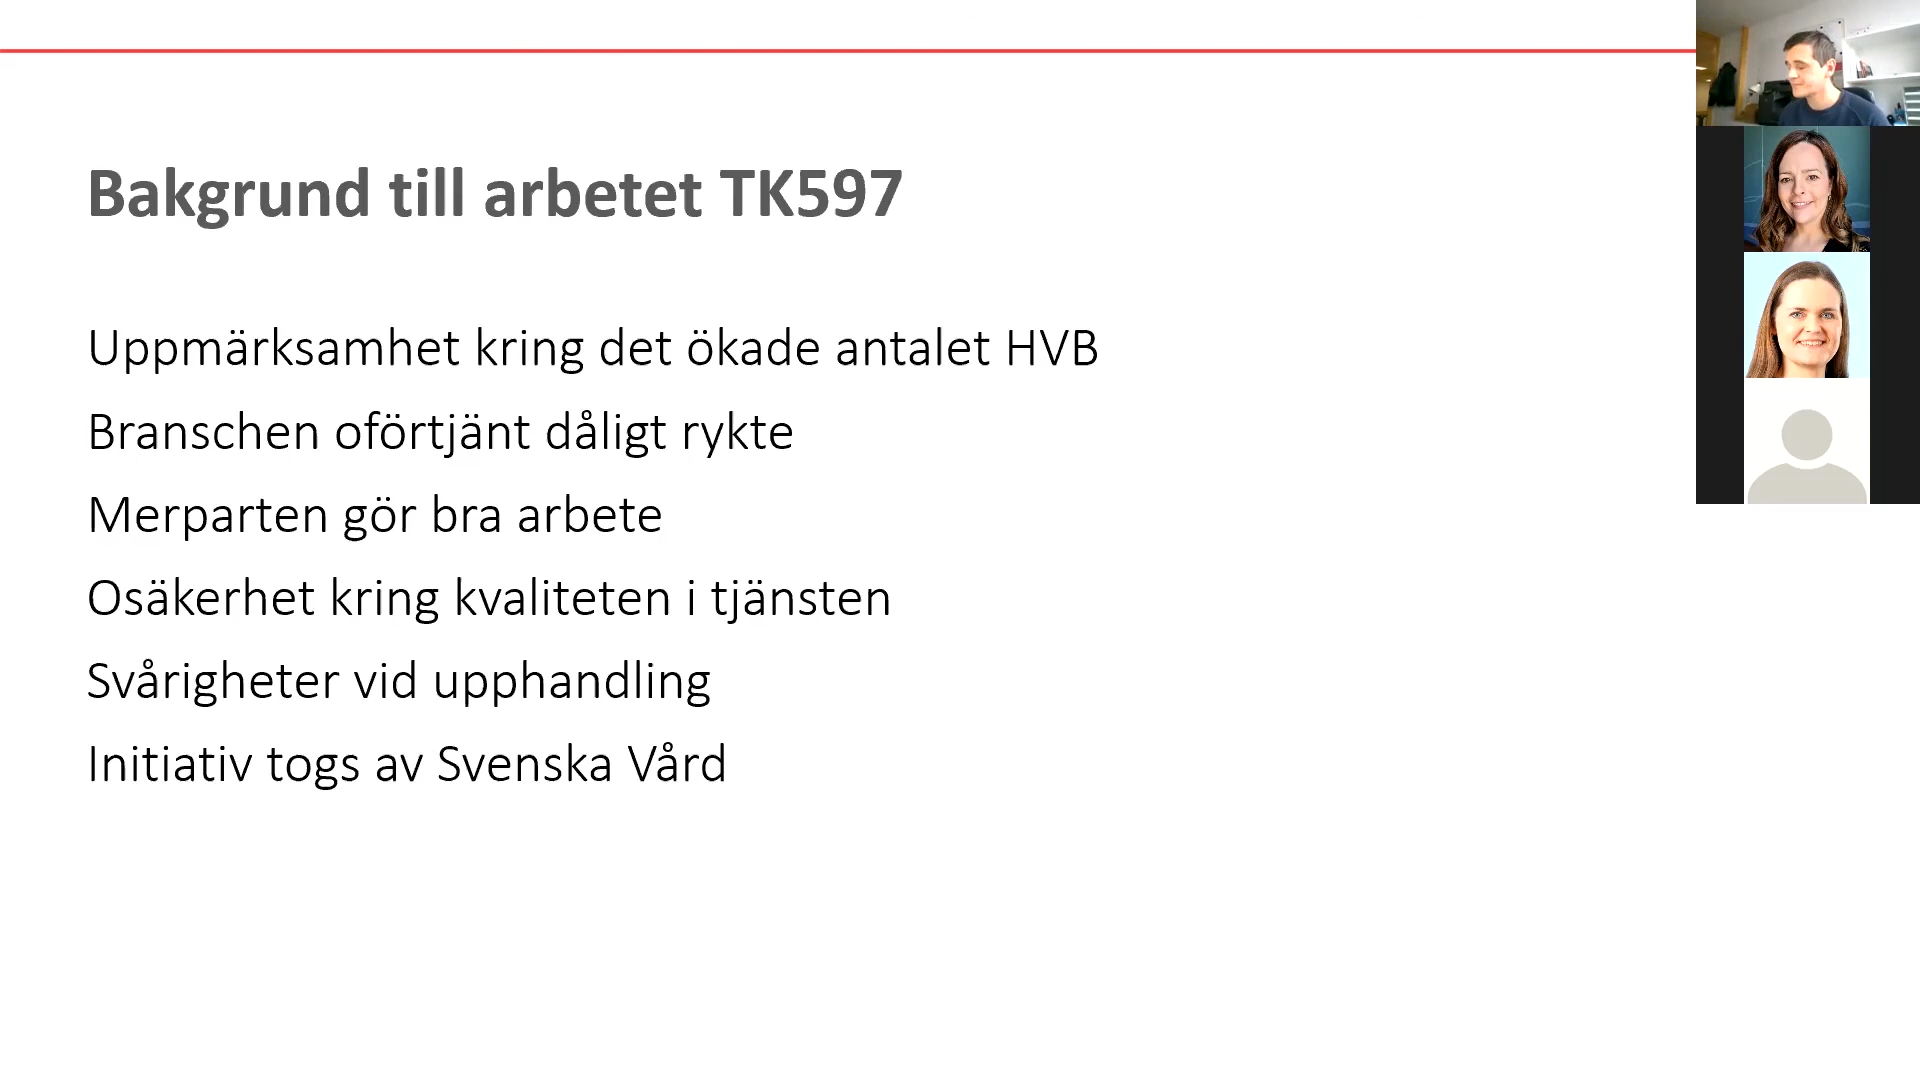 Bakgrund till arbetet TK597
Uppmärksamhet kring det ökade antalet HVB
Branschen oförtjänt dåligt rykte
Merparten gör bra arbete
Osäkerhet kring kvaliteten i tjänsten
Svårigheter vid upphandling
Initiativ togs av Svenska Vård